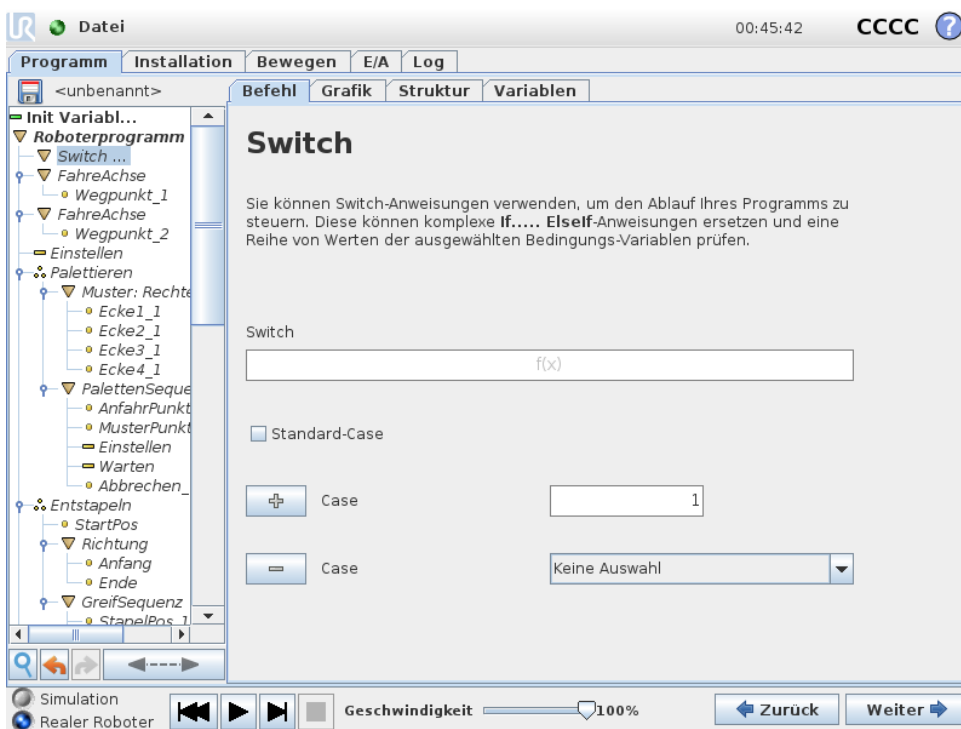 UR Datei 00:45:42 CCCC ?
Programm Installation Bewegen E/A Log
<unbenannt>
Befehl Grafik Struktur Variablen
Init Variabl...
Roboterprogramm
Switch ...
FahreAchse
Wegpunkt_1
FahreAchse
Wegpunkt_2
Einstellen
Palettieren
Muster: Rechte
Ecke1_1
Ecke2_1
Ecke3_1
Ecke4_1
PalettenSeque
AnfahrPunkt
MusterPunkt
Einstellen
Warten
Abbrechen_
Entstapeln
StartPos
Richtung
Anfang
Ende
GreifSequenz
StapelPos_1
Switch
Sie können Switch-Anweisungen verwenden, um den Ablauf Ihres Programms zu
steuern. Diese können komplexe If..... ElseIf-Anweisungen ersetzen und eine
Reihe von Werten der ausgewählten Bedingungs-Variablen prüfen.
Switch
f(x)
Standard-Case
Case 1
Case Keine Auswahl
Simulation
Realer Roboter
Geschwindigkeit 100%
Zurück Weiter